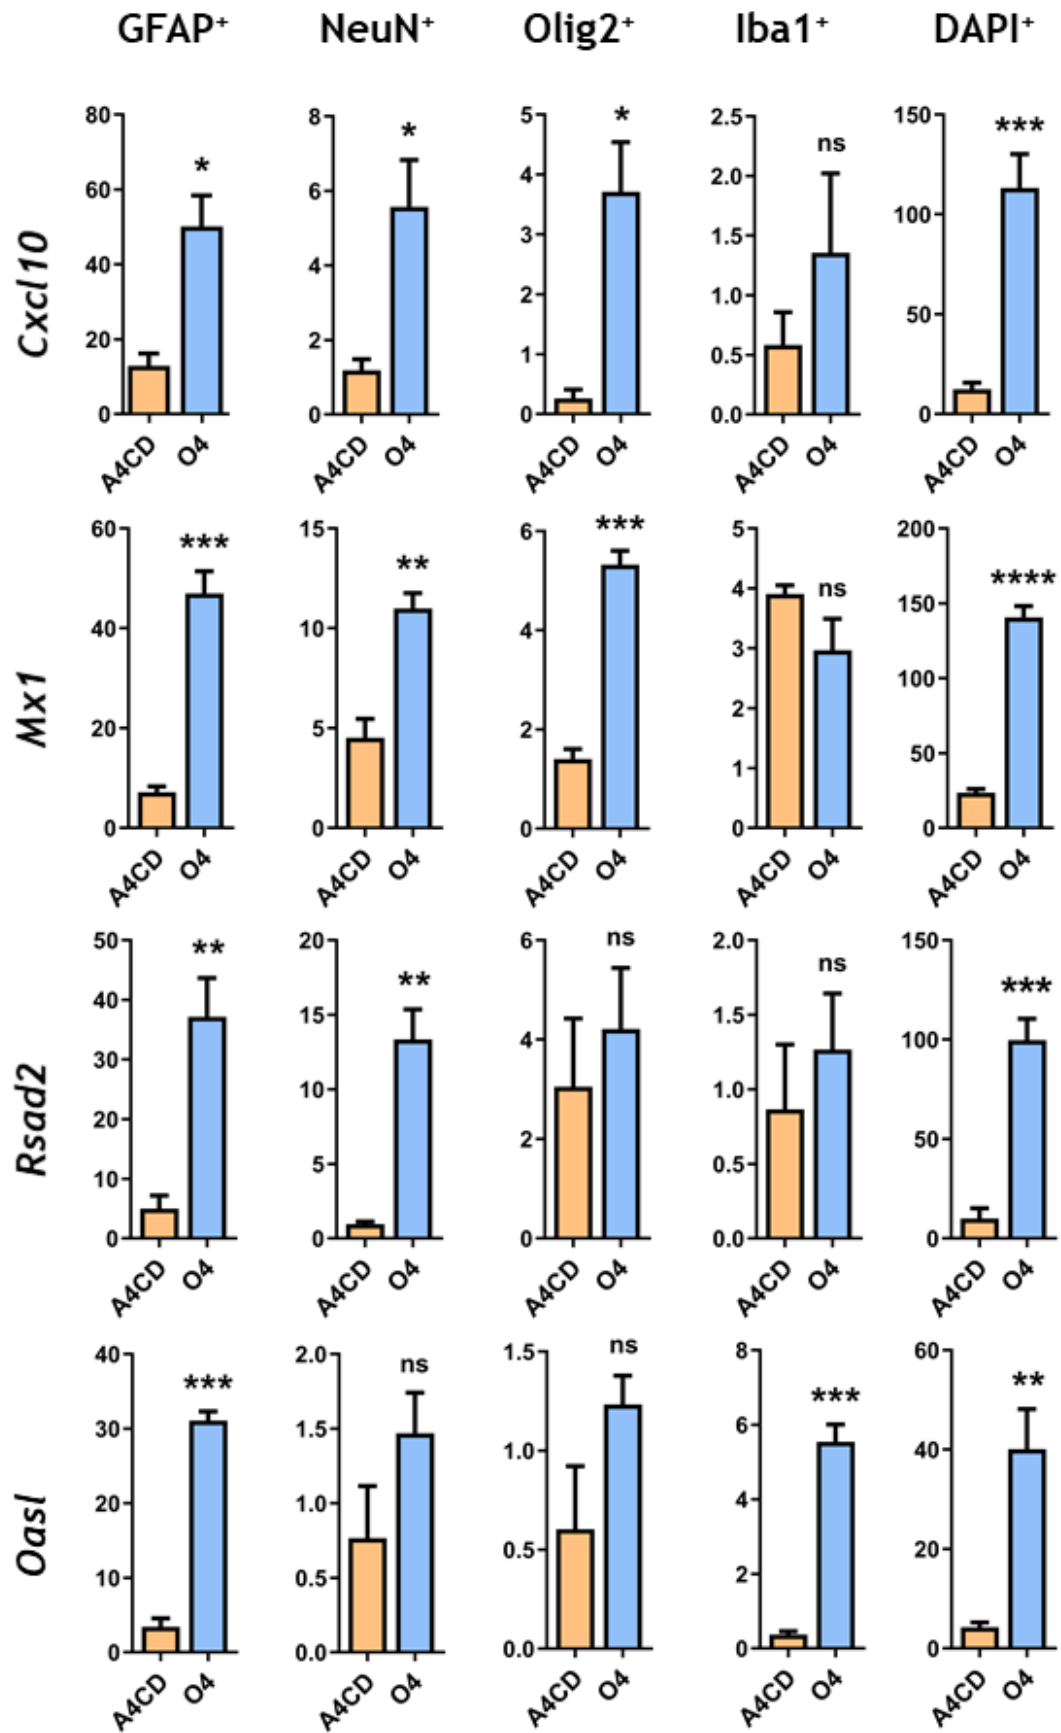 GFAP⁺ NeuN⁺ Olig2⁺ Iba1⁺ DAPI⁺
Cxcl10
80 60 40 20 0 * A4CD O4
8 6 4 2 0 * A4CD O4
5 4 3 2 1 0 * A4CD O4
2.5 2.0 1.5 1.0 0.5 0.0 ns A4CD O4
150 100 50 0 *** A4CD O4
Mx1
60 40 20 0 *** A4CD O4
15 10 5 0 ** A4CD O4
6 4 2 0 *** A4CD O4
5 4 3 2 1 0 ns A4CD O4
200 150 100 50 0 **** A4CD O4
Rsad2
50 40 30 20 10 0 ** A4CD O4
20 15 10 5 0 ** A4CD O4
6 4 2 0 ns A4CD O4
2.0 1.5 1.0 0.5 0.0 ns A4CD O4
150 100 50 0 *** A4CD O4
Oasl
40 30 20 10 0 *** A4CD O4
2.0 1.5 1.0 0.5 0.0 ns A4CD O4
1.5 1.0 0.5 0.0 ns A4CD O4
8 6 4 2 0 *** A4CD O4
60 40 20 0 ** A4CD O4